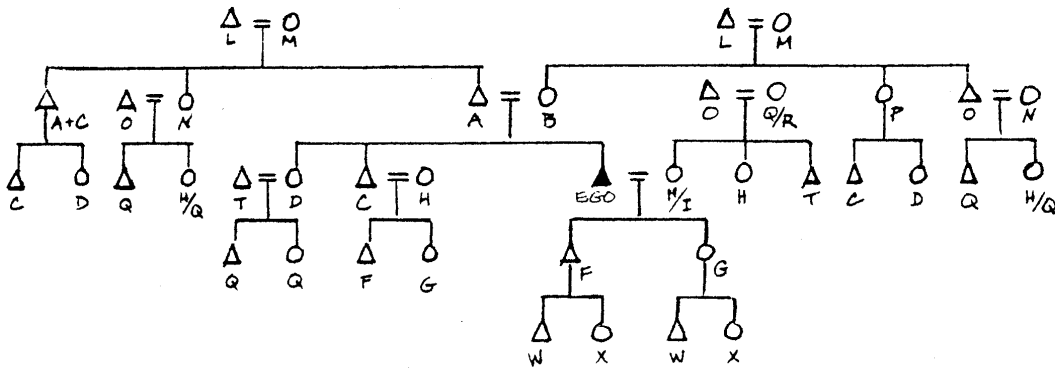 L M L M
A+C O N A B O Q/R P O N
C D Q H/Q T D C H EGO H/I H T C D Q H/Q
Q Q F G F G
W X W X